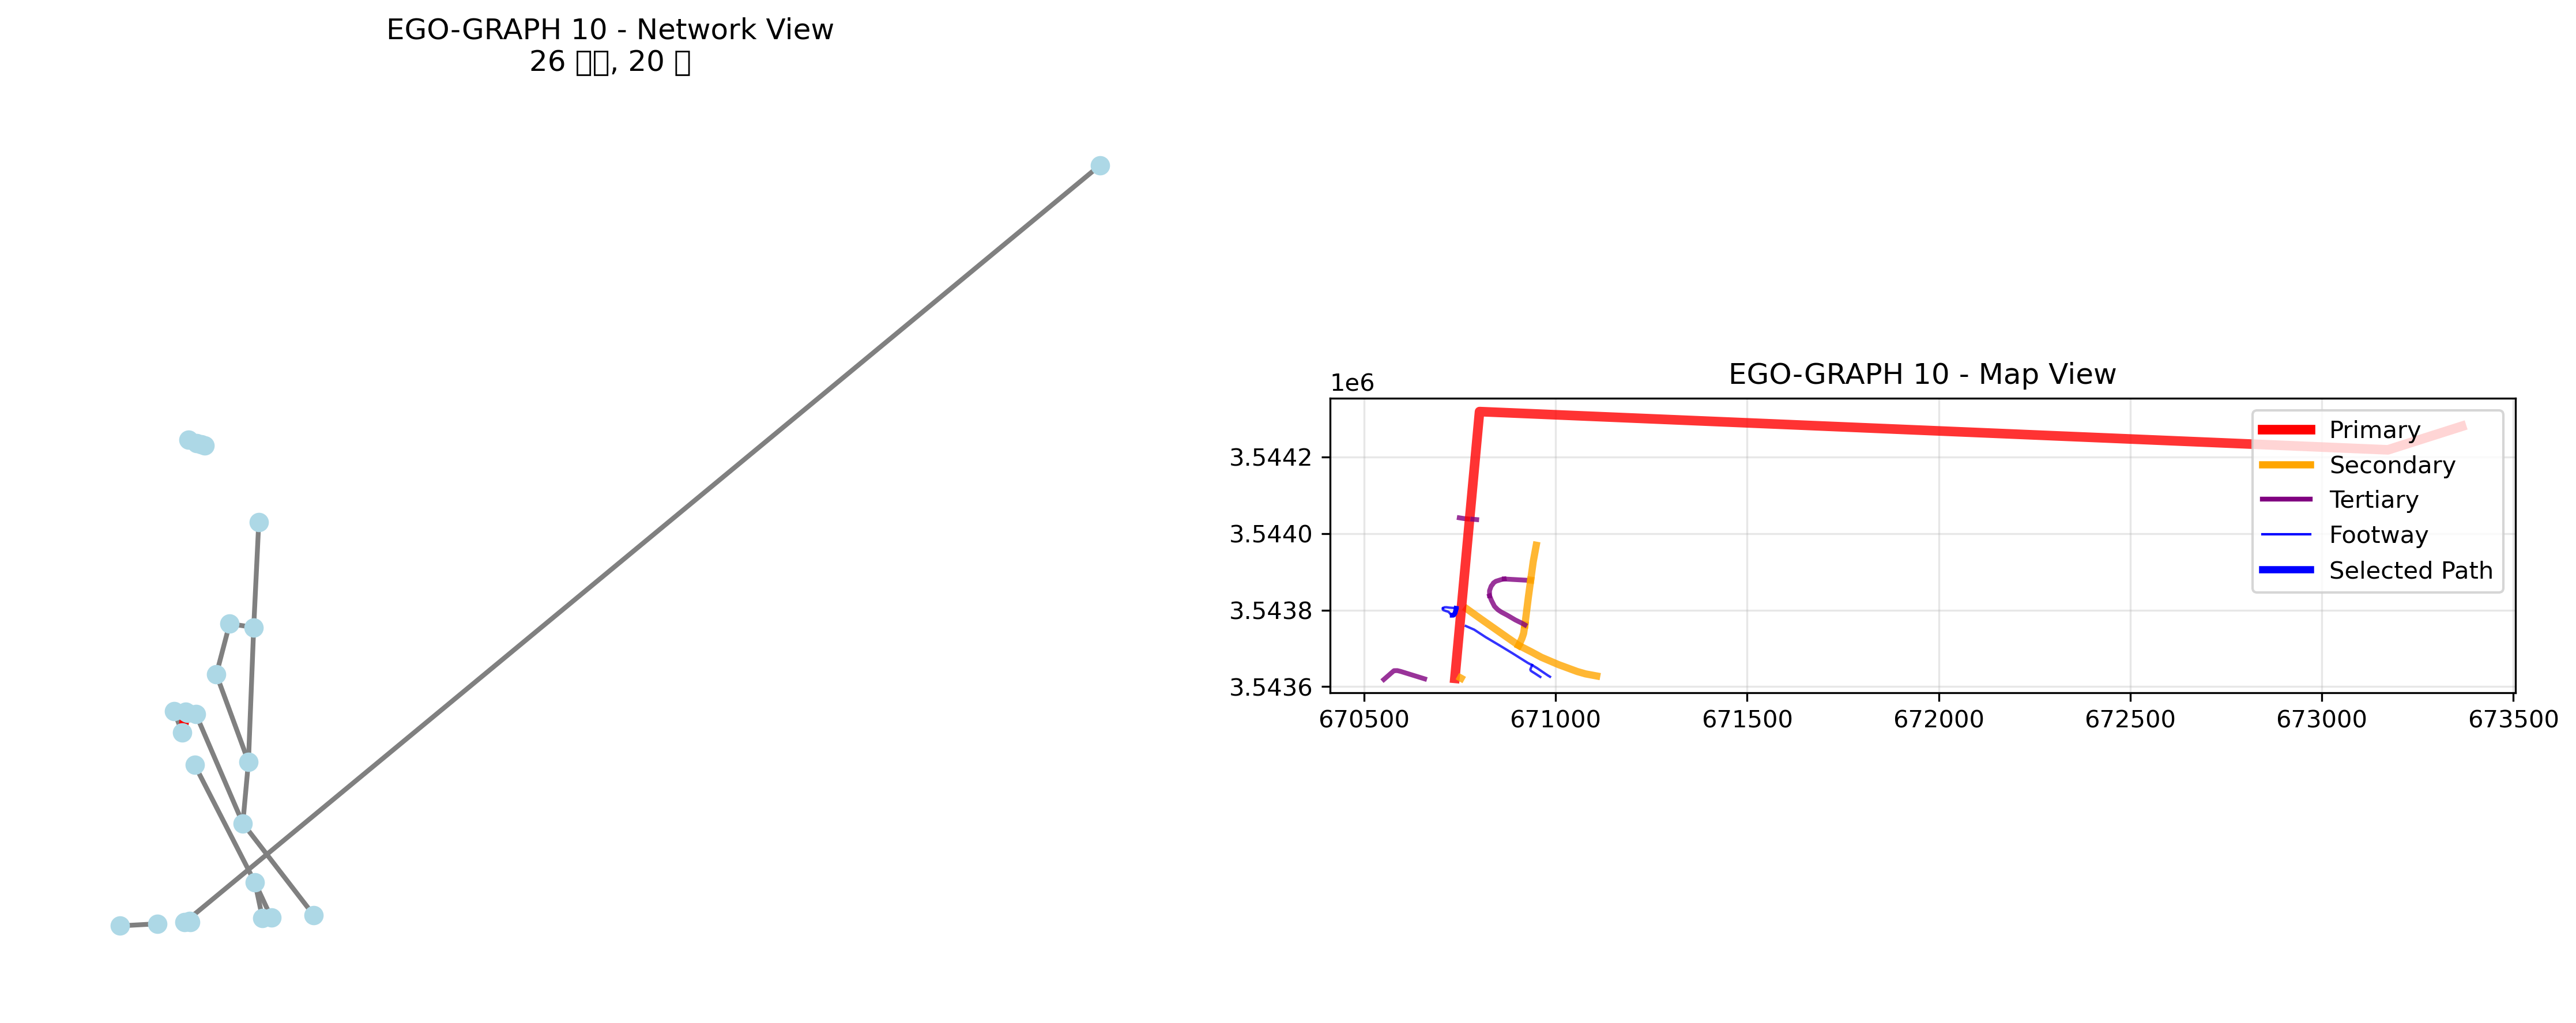 EGO-GRAPH 10 - Network View
26 , 20
EGO-GRAPH 10 - Map View
1e6
3.5442
3.5440
3.5438
3.5436
670500 671000 671500 672000 672500 673000 673500
Primary
Secondary
Tertiary
Footway
Selected Path